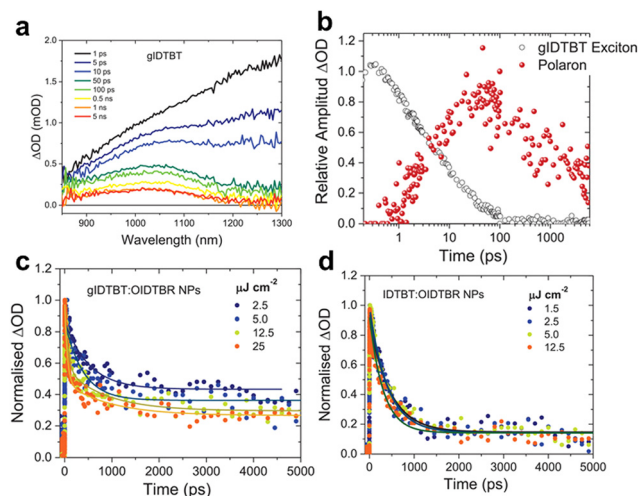 a
gIDTBT
1 ps
5 ps
10 ps
50 ps
100 ps
0.5 ns
1 ns
5 ns
ΔOD (mOD)
2.0
1.5
1.0
0.5
0.0
900 1000 1100 1200 1300
Wavelength (nm)
b
gIDTBT Exciton
Polaron
Relative Amplitud ΔOD
1.2
1.0
0.8
0.6
0.4
0.2
0.0
1 10 100 1000
Time (ps)
c
gIDTBT:OIDTBR NPs
μJ cm-2
2.5
5.0
12.5
25
Normalised ΔOD
1.2
1.0
0.8
0.6
0.4
0.2
0.0
0 1000 2000 3000 4000 5000
Time (ps)
d
IDTBT:OIDTBR NPs
μJ cm-2
1.5
2.5
5.0
12.5
Normalised ΔOD
1.2
1.0
0.8
0.6
0.4
0.2
0.0
0 1000 2000 3000 4000 5000
Time (ps)